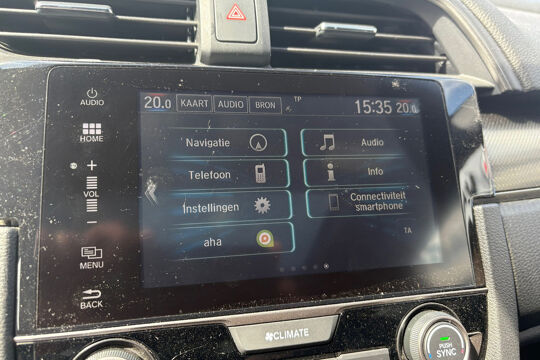 AUDIO
HOME
VOL
MENU
BACK
20.0 KAART AUDIO BRON TP 15:35 20.0
Navigatie
Audio
Telefoon
Info
Instellingen
Connectiviteit
smartphone
aha
TA
CLIMATE
PUSH
SYNC